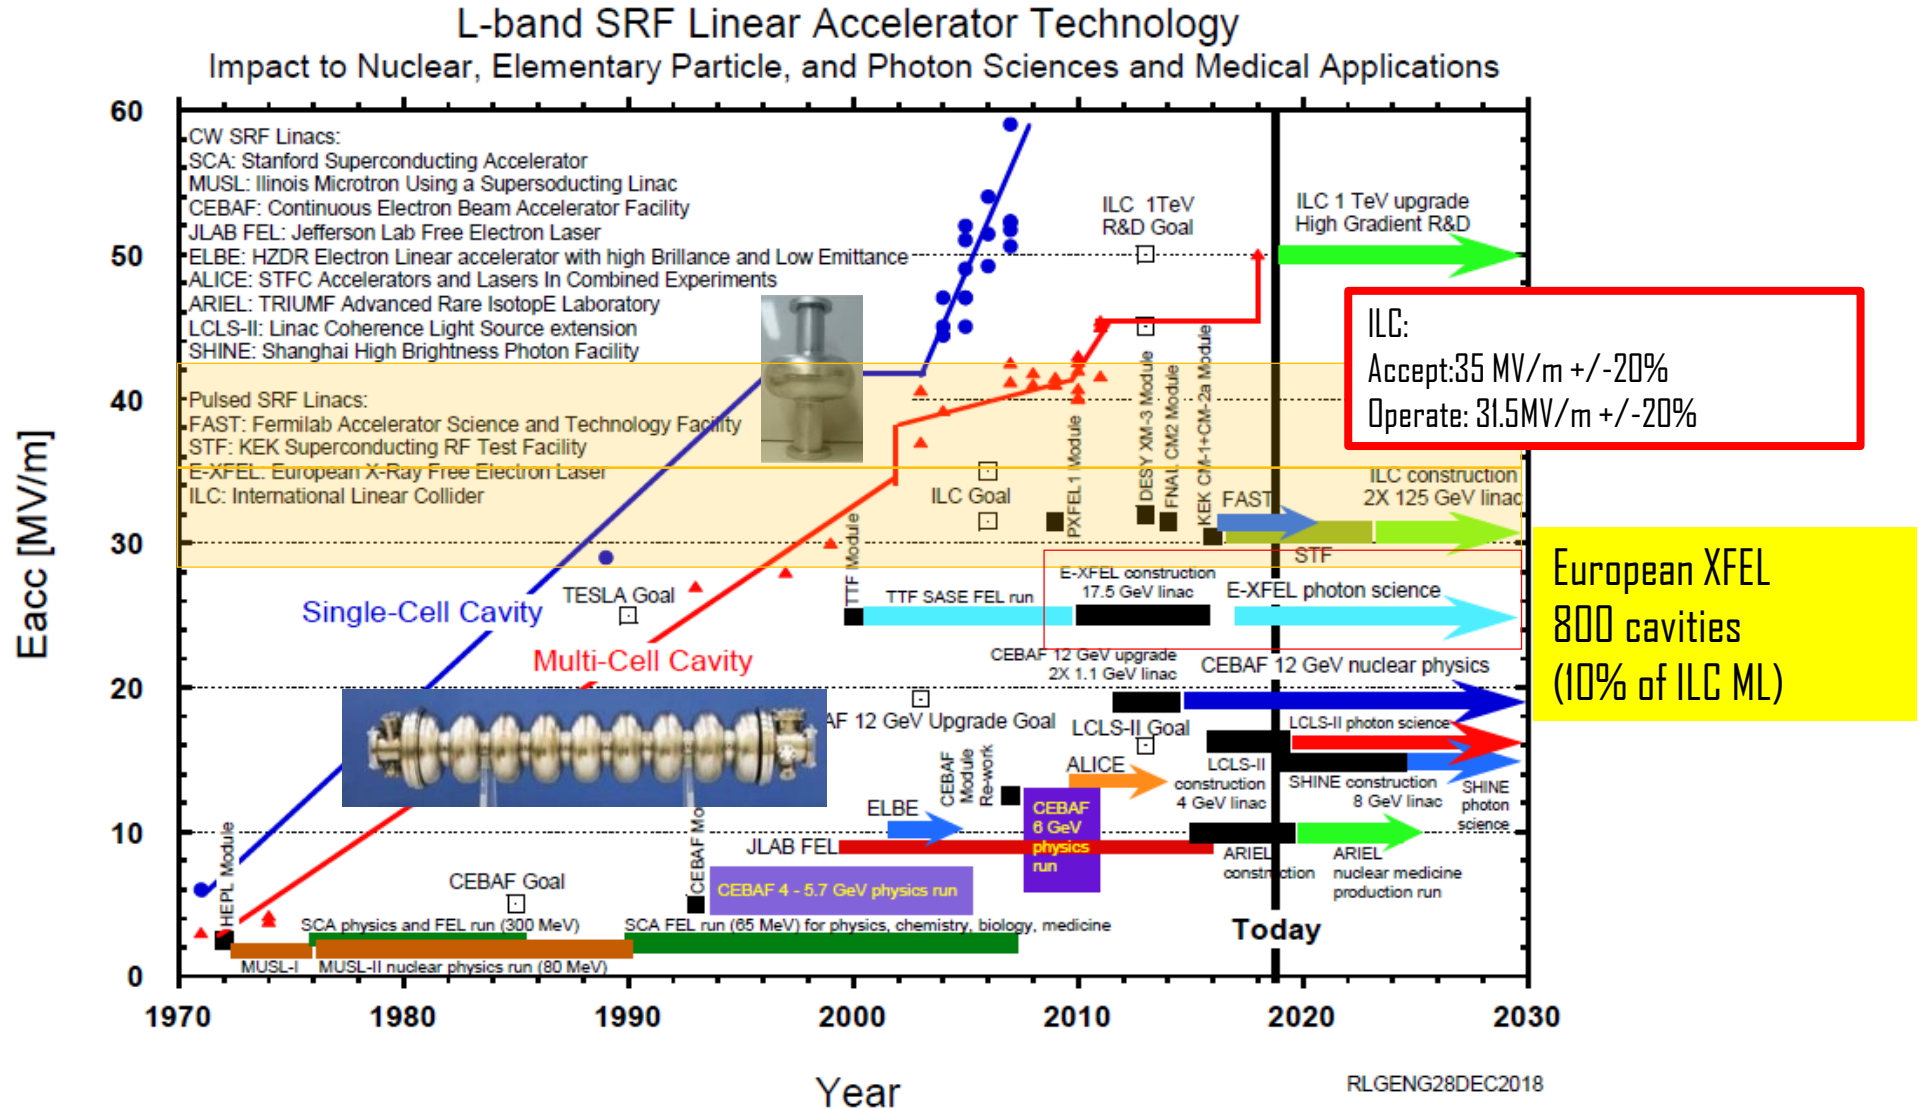 L-band SRF Linear Accelerator Technology
Impact to Nuclear, Elementary Particle, and Photon Sciences and Medical Applications
60
50
40
30
20
10
0
Eacc [MV/m]
CW SRF Linacs:
SCA: Stanford Superconducting Accelerator
MUSL: Illinois Microtron Using a Supersoducting Linac
CEBAF: Continuous Electron Beam Accelerator Facility
JLAB FEL: Jefferson Lab Free Electron Laser
ELBE: HZDR Electron Linear accelerator with high Brillance and Low Emittance
ALICE: STFC Accelerators and Lasers In Combined Experiments
ARIEL: TRIUMF Advanced Rare IsotopE Laboratory
LCLS-II: Linac Coherence Light Source extension
SHINE: Shanghai High Brightness Photon Facility
Pulsed SRF Linacs:
FAST: Fermilab Accelerator Science and Technology Facility
STF: KEK Superconducting RF Test Facility
E-XFEL: European X-Ray Free Electron Laser
ILC: International Linear Collider
ILC 1TeV
R&D Goal
ILC 1 TeV upgrade
High Gradient R&D
ILC:
Accept:35 MV/m +/-20%
Operate: 31.5MV/m +/-20%
ILC Goal
PXFEL1 Module
DESY XM-3 Module
FNAL CM2 Module
KEK CM-1+CM-2a Module
FAST
ILC construction
2X 125 GeV linac
STF
European XFEL
800 cavities
(10% of ILC ML)
Single-Cell Cavity
TESLA Goal
TTF Module
TTF SASE FEL run
E-XFEL construction
17.5 GeV linac
E-XFEL photon science
Multi-Cell Cavity
CEBAF 12 GeV upgrade
2X 1.1 GeV linac
CEBAF 12 GeV nuclear physics
AF 12 GeV Upgrade Goal
LCLS-II Goal
LCLS-II photon science
CEBAF
Module
Re-work
ALICE
LCLS-II
construction
4 GeV linac
SHINE construction
8 GeV linac
SHINE
photon
science
HEPL Module
CEBAF Mo
ELBE
JLAB FEL
CEBAF
6 GeV
physics
run
ARIEL
construction
ARIEL
nuclear medicine
production run
CEBAF Goal
CEBAF 4 - 5.7 GeV physics run
SCA physics and FEL run (300 MeV)
SCA FEL run (65 MeV) for physics, chemistry, biology, medicine
Today
MUSL-I
MUSL-II nuclear physics run (80 MeV)
1970
1980
1990
2000
2010
2020
2030
Year
RLGENG28DEC2018